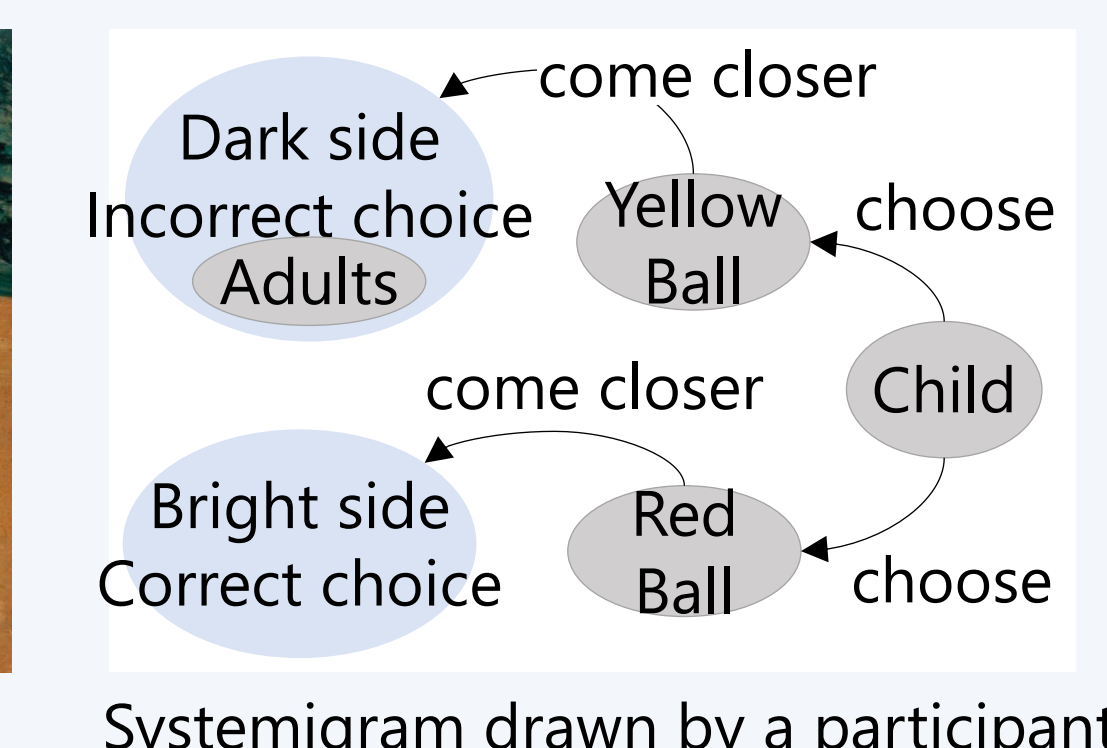 come closer
Dark side
Incorrect choice
Adults
Yellow
Ball
choose
Child
come closer
Bright side
Correct choice
Red
Ball
choose
Systemigram drawn by a participant